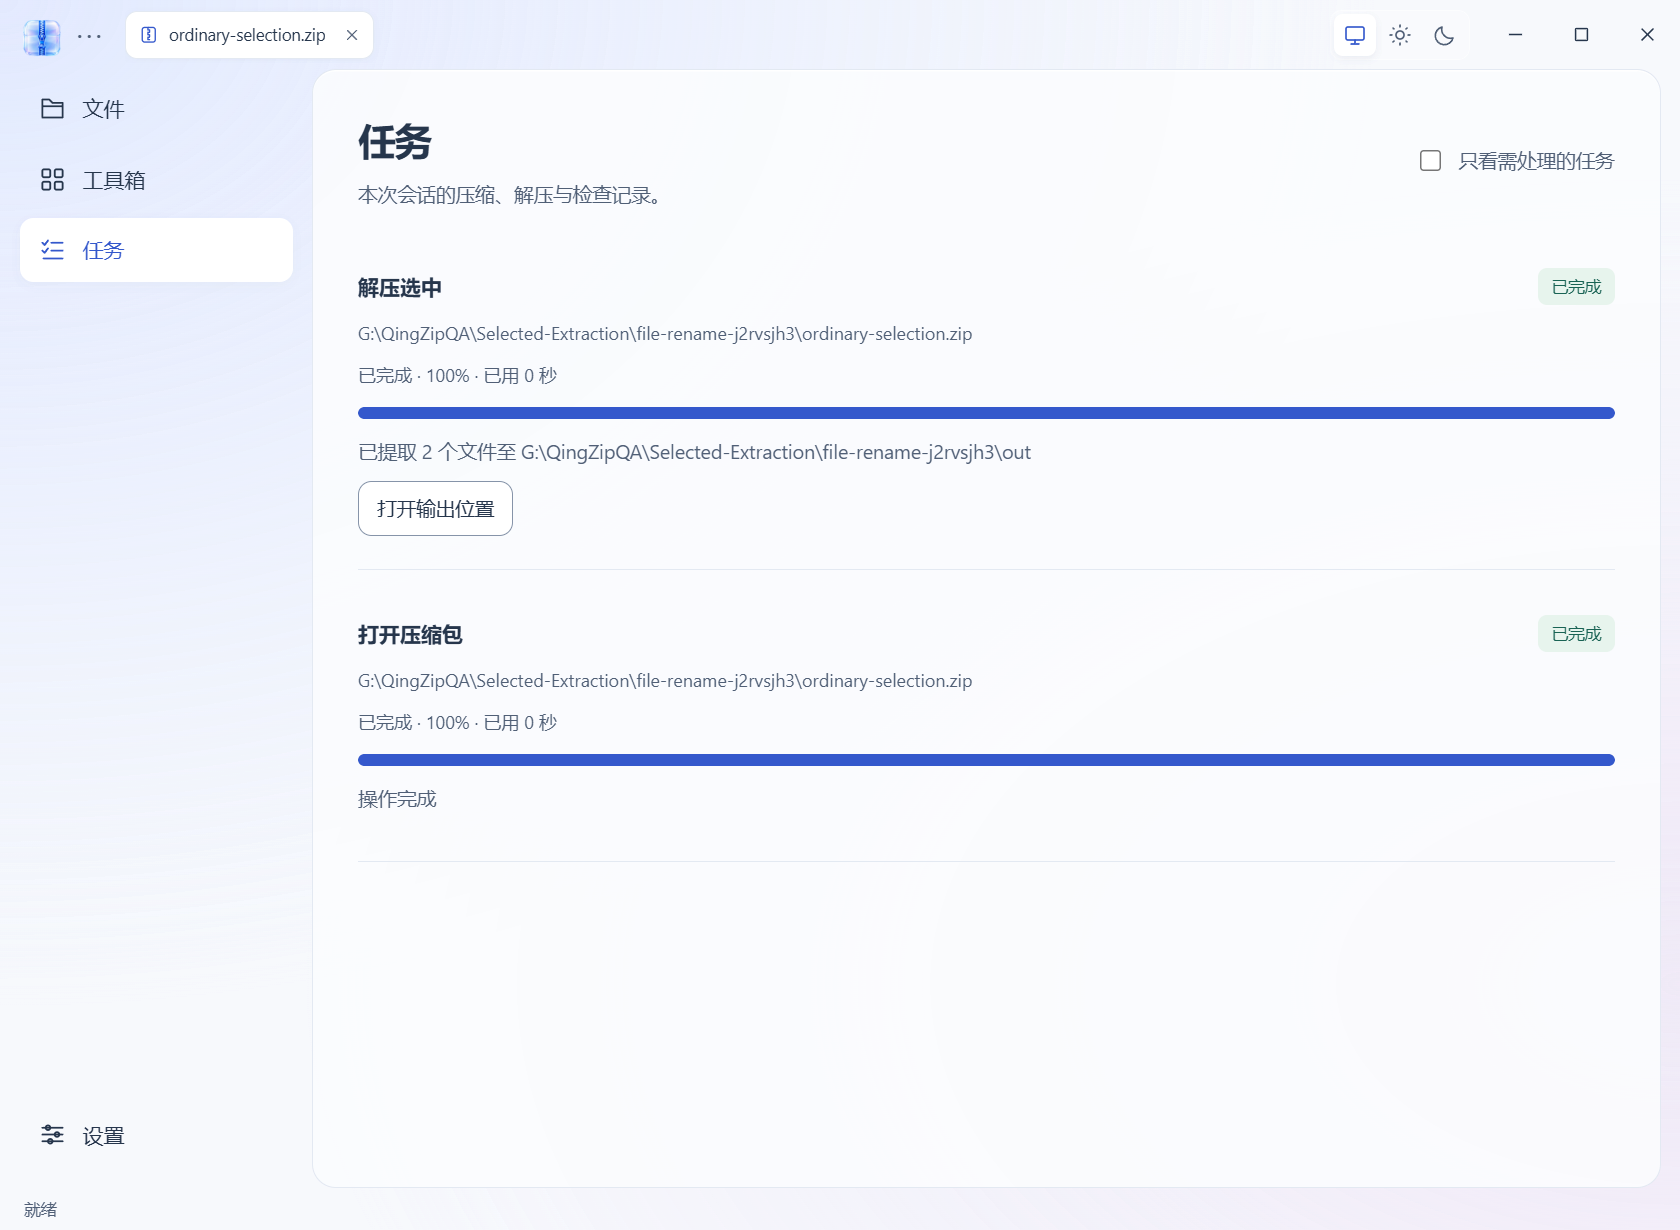 ordinary-selection.zip
文件
工具箱
任务
设置
就绪
任务
本次会话的压缩、解压与检查记录。
只看需处理的任务
解压选中
已完成
G:\QingZipQA\Selected-Extraction\file-rename-j2rvsjh3\ordinary-selection.zip
已完成 · 100% · 已用 0 秒
已提取 2 个文件至 G:\QingZipQA\Selected-Extraction\file-rename-j2rvsjh3\out
打开输出位置
打开压缩包
已完成
G:\QingZipQA\Selected-Extraction\file-rename-j2rvsjh3\ordinary-selection.zip
已完成 · 100% · 已用 0 秒
操作完成